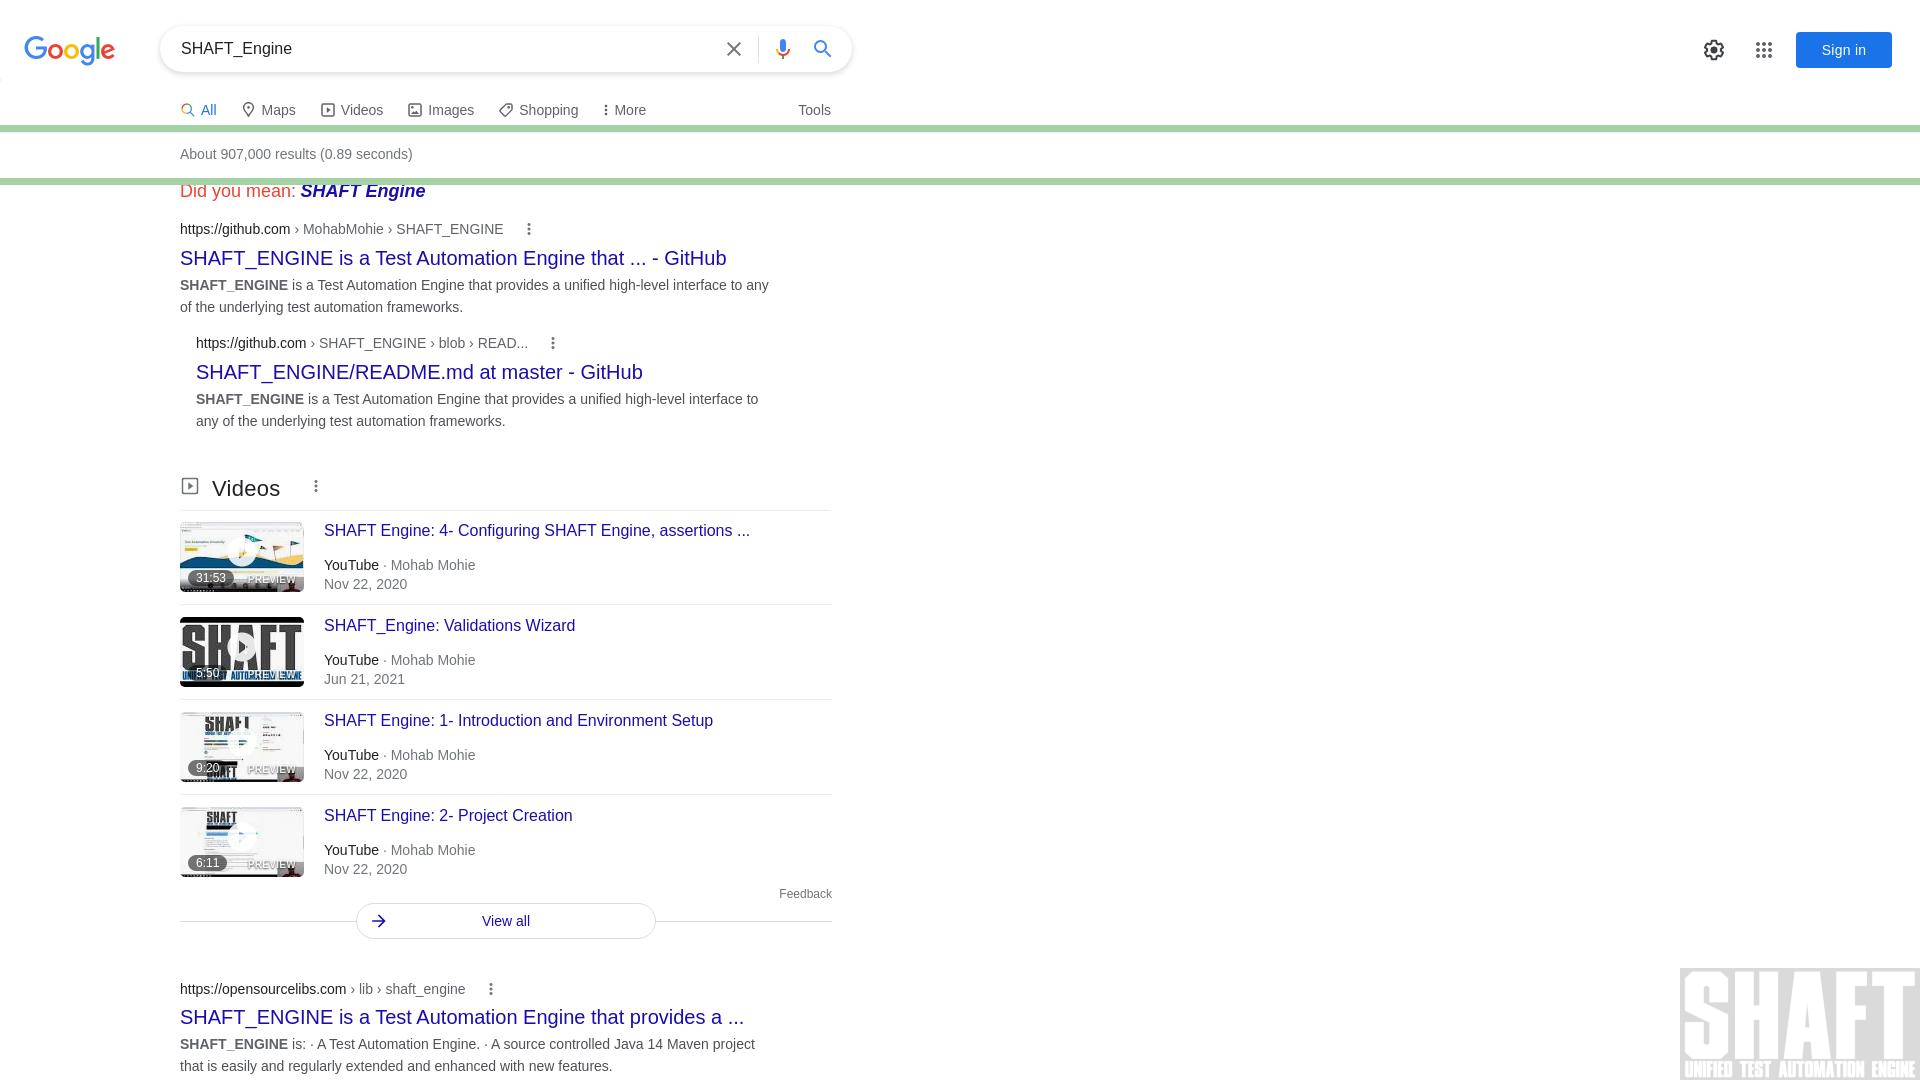 Google
SHAFT_Engine
Sign in
All
Maps
Videos
Images
Shopping
More
Tools
About 907,000 results (0.89 seconds)
Did you mean: SHAFT Engine
https://github.com › MohabMohie › SHAFT_ENGINE
SHAFT_ENGINE is a Test Automation Engine that ... - GitHub
SHAFT_ENGINE is a Test Automation Engine that provides a unified high-level interface to any
of the underlying test automation frameworks.
https://github.com › SHAFT_ENGINE › blob › READ...
SHAFT_ENGINE/README.md at master - GitHub
SHAFT_ENGINE is a Test Automation Engine that provides a unified high-level interface to
any of the underlying test automation frameworks.
Videos
SHAFT Engine: 4- Configuring SHAFT Engine, assertions ...
31:53
PREVIEW
YouTube · Mohab Mohie
Nov 22, 2020
SHAFT
5:50
PREVIEW
SHAFT_Engine: Validations Wizard
YouTube · Mohab Mohie
Jun 21, 2021
SHAFT
9:20
PREVIEW
SHAFT Engine: 1- Introduction and Environment Setup
YouTube · Mohab Mohie
Nov 22, 2020
SHAFT
6:11
PREVIEW
SHAFT Engine: 2- Project Creation
YouTube · Mohab Mohie
Nov 22, 2020
Feedback
View all
https://opensourcelibs.com › lib › shaft_engine
SHAFT_ENGINE is a Test Automation Engine that provides a ...
SHAFT_ENGINE is: · A Test Automation Engine. · A source controlled Java 14 Maven project
that is easily and regularly extended and enhanced with new features.
SHAFT
UNIFIED TEST AUTOMATION ENGINE